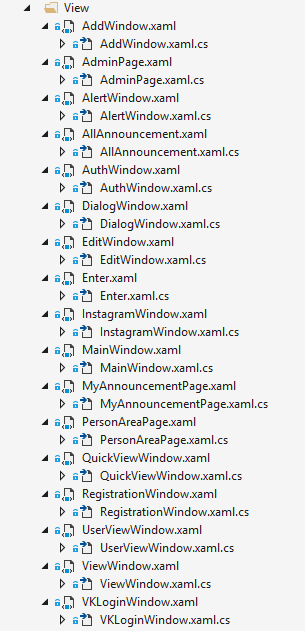 View
AddWindow.xaml
AddWindow.xaml.cs
AdminPage.xaml
AdminPage.xaml.cs
AlertWindow.xaml
AlertWindow.xaml.cs
AllAnnouncement.xaml
AllAnnouncement.xaml.cs
AuthWindow.xaml
AuthWindow.xaml.cs
DialogWindow.xaml
DialogWindow.xaml.cs
EditWindow.xaml
EditWindow.xaml.cs
Enter.xaml
Enter.xaml.cs
InstagramWindow.xaml
InstagramWindow.xaml.cs
MainWindow.xaml
MainWindow.xaml.cs
MyAnnouncementPage.xaml
MyAnnouncementPage.xaml.cs
PersonAreaPage.xaml
PersonAreaPage.xaml.cs
QuickViewWindow.xaml
QuickViewWindow.xaml.cs
RegistrationWindow.xaml
RegistrationWindow.xaml.cs
UserViewWindow.xaml
UserViewWindow.xaml.cs
ViewWindow.xaml
ViewWindow.xaml.cs
VKLoginWindow.xaml
VKLoginWindow.xaml.cs